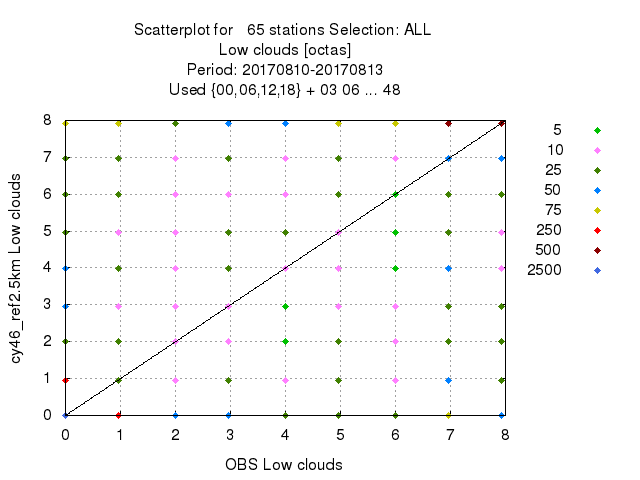 Scatterplot for 65 stations Selection: ALL
Low clouds [octas]
Period: 20170810-20170813
Used {00,06,12,18} + 03 06 ... 48
cy46_ref2.5km Low clouds
8
7
6
5
4
3
2
1
0
0 1 2 3 4 5 6 7 8
OBS Low clouds
5
10
25
50
75
250
500
2500